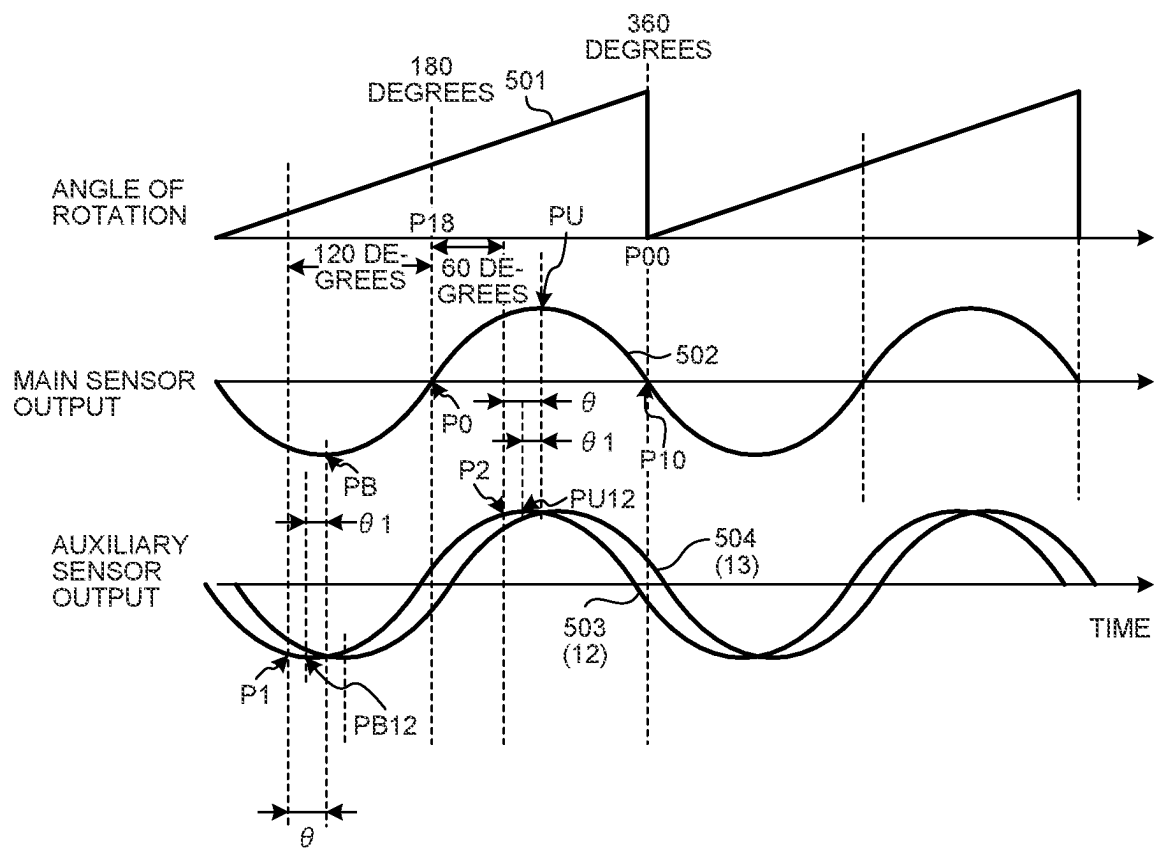 360
DEGREES
180
DEGREES
501
ANGLE OF
ROTATION
P18
PU
P00
120 DE-
GREES
60 DE-
GREES
502
MAIN SENSOR
OUTPUT
P0
θ
θ1
P10
PB
P2
PU12
θ1
AUXILIARY
SENSOR
OUTPUT
504
(13)
503
(12)
TIME
P1
PB12
θ